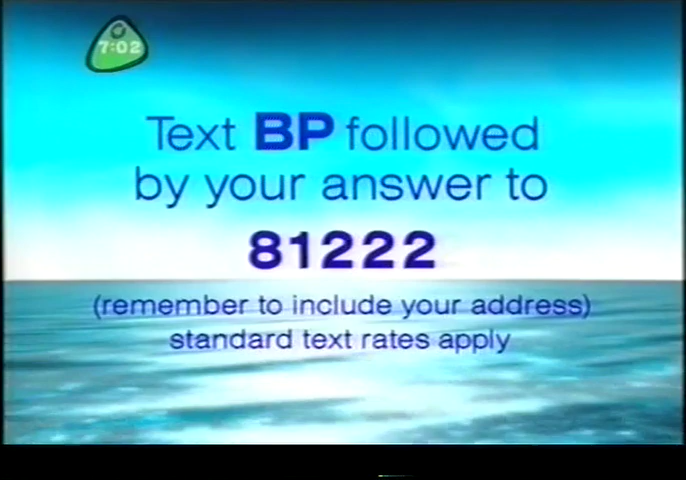 7:02
Text BP followed
by your answer to
81222
(remember to include your address)
standard text rates apply